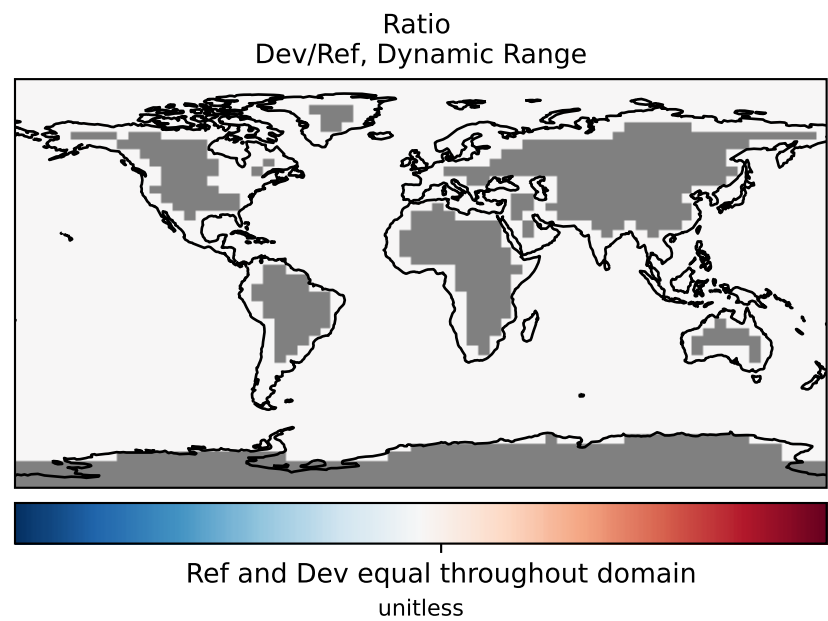 Ratio
Dev/Ref, Dynamic Range
Ref and Dev equal throughout domain
unitless